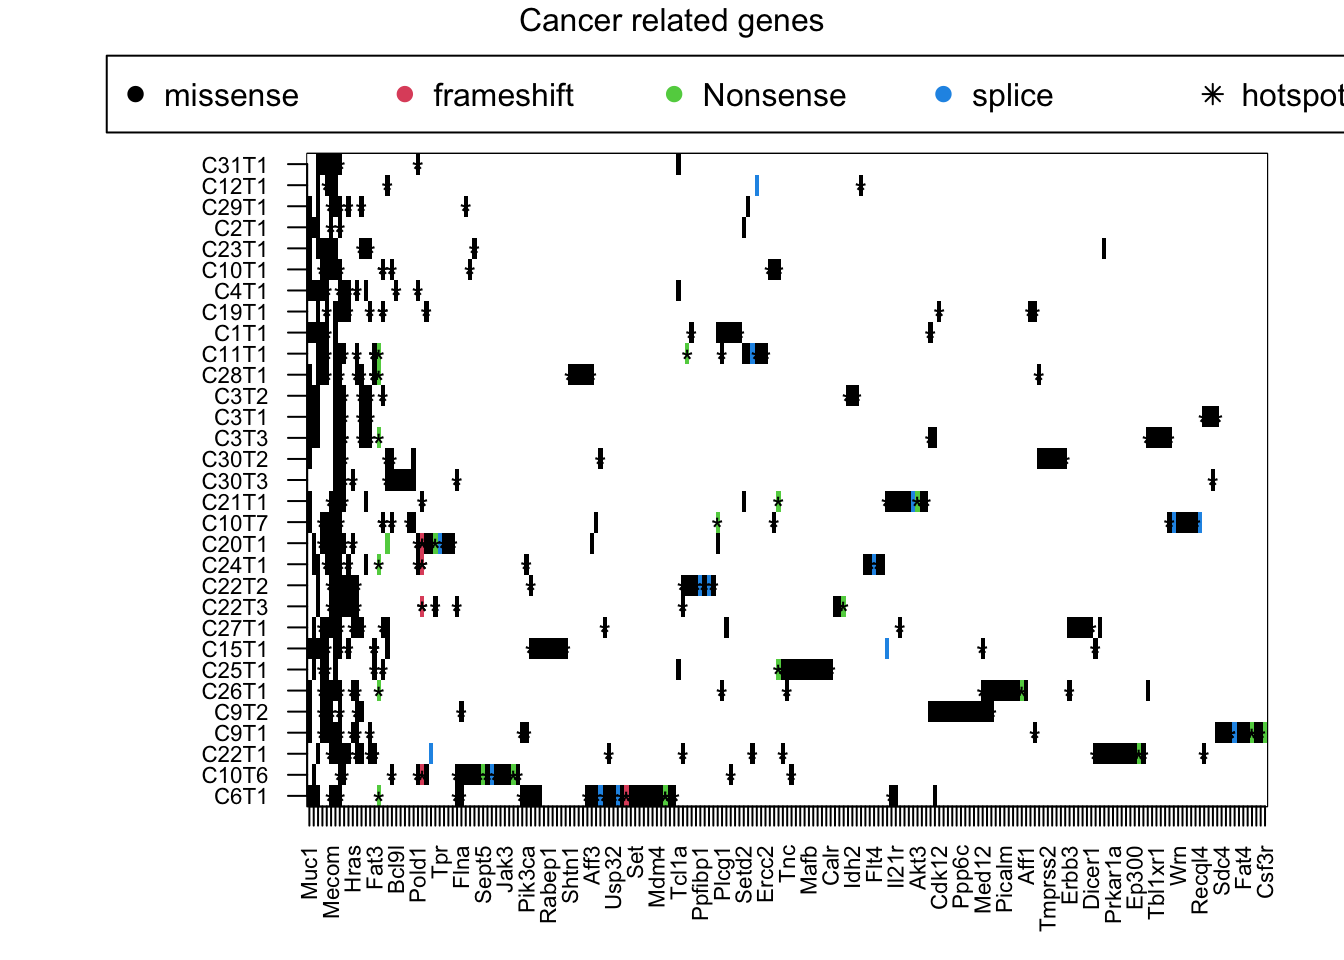 Cancer related genes
missense frameshift Nonsense splice hotspot
C31T1
C12T1
C29T1
C2T1
C23T1
C10T1
C4T1
C19T1
C1T1
C11T1
C28T1
C3T2
C3T1
C3T3
C30T2
C30T3
C21T1
C10T7
C20T1
C24T1
C22T2
C22T3
C27T1
C15T1
C25T1
C26T1
C9T2
C9T1
C22T1
C10T6
C6T1
Muc1
Mecom
Hras
Fat3
Bcl9l
Pold1
Tpr
Flna
Sept5
Jak3
Pik3ca
Rabep1
Shtn1
Aff3
Usp32
Set
Mdm4
Tcl1a
Ppfibp1
Plcg1
Setd2
Ercc2
Tnc
Mafb
Calr
Idh2
Flt4
Il21r
Akt3
Cdk12
Ppp6c
Med12
Picalm
Aff1
Tmprss2
Erbb3
Dicer1
Prkar1a
Ep300
Tbl1xr1
Wrn
Recql4
Sdc4
Fat4
Csf3r